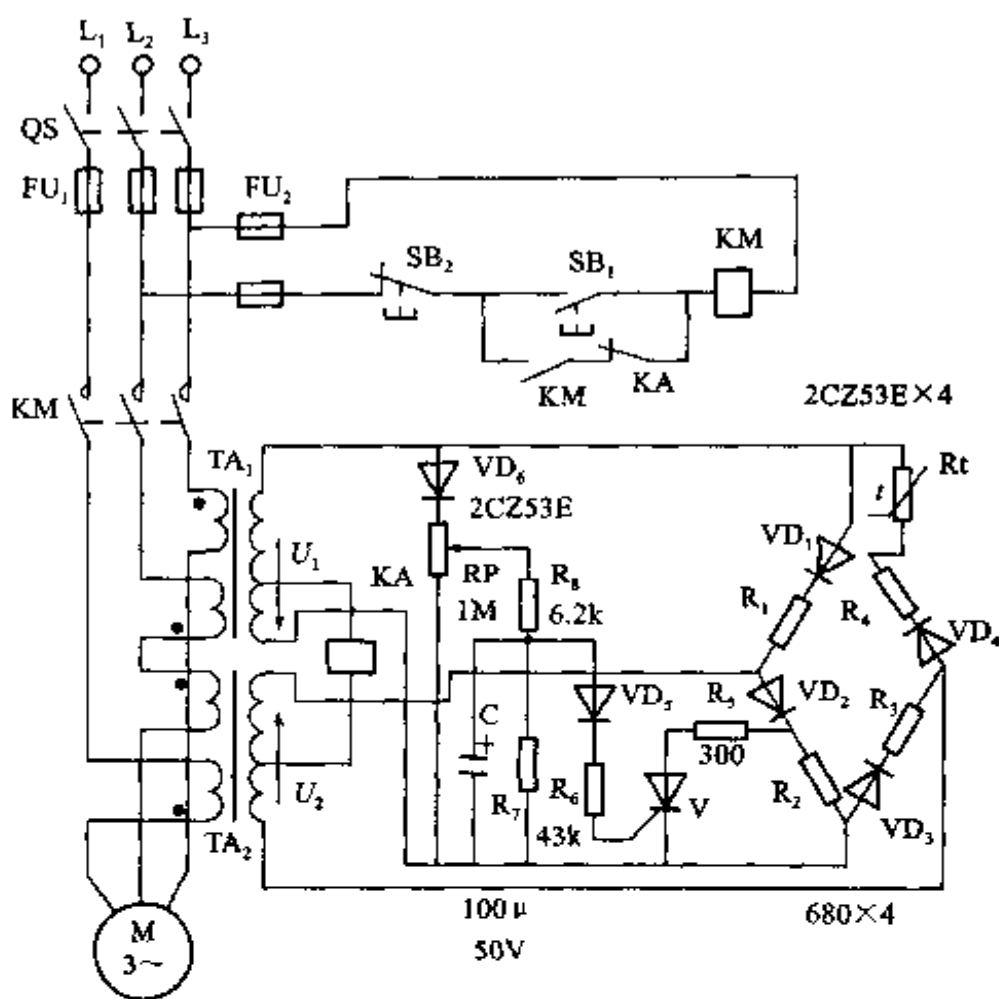 L₁ L₂ L₃
QS
FU₁ FU₂
SB₂ SB₁ KM
KM KA
KM
2CZ53E×4
TA₁
VD₆
2CZ53E
Rt
t
U₁
KA
RP
1M
R₈
6.2k
VD₁
R₁
R₄
VD₄
VD₅
R₅
300
VD₂
R₃
C
+
U₂
R₇
R₆
43k
V
R₂
VD₃
TA₂
100μ
50V
680×4
M
3~